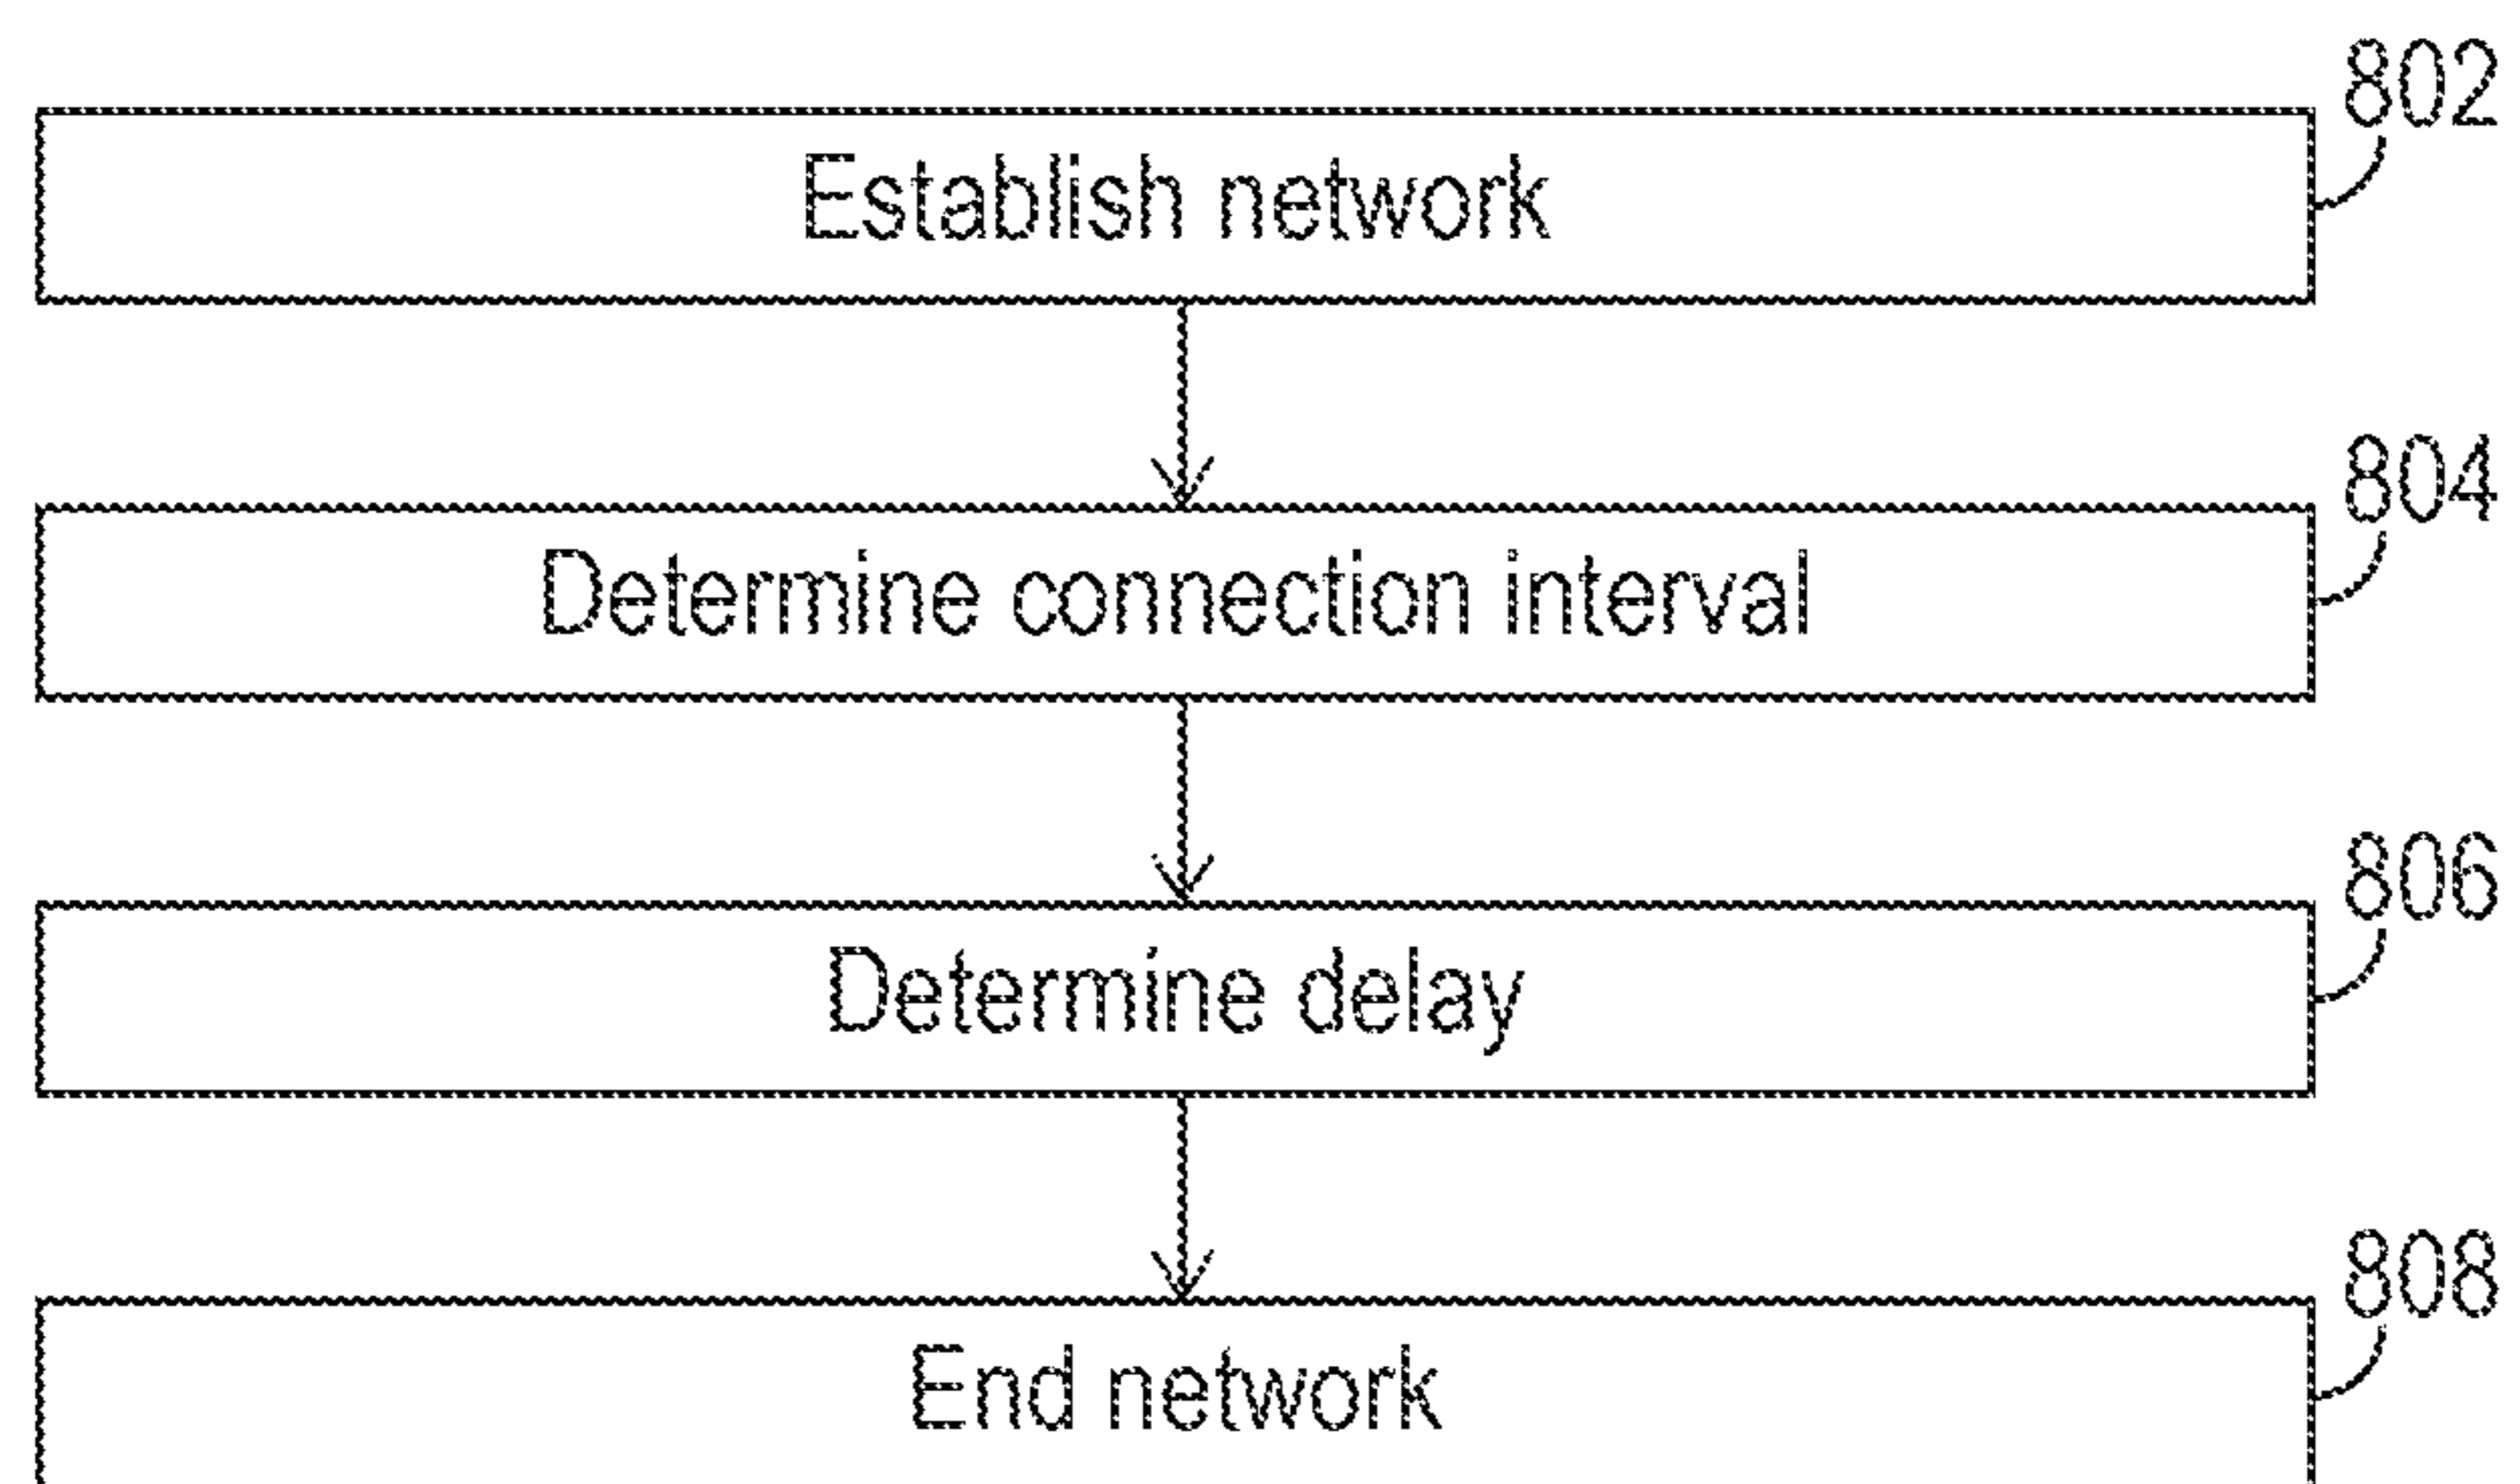 802
Establish network
804
Determine connection interval
806
Determine delay
808
End network